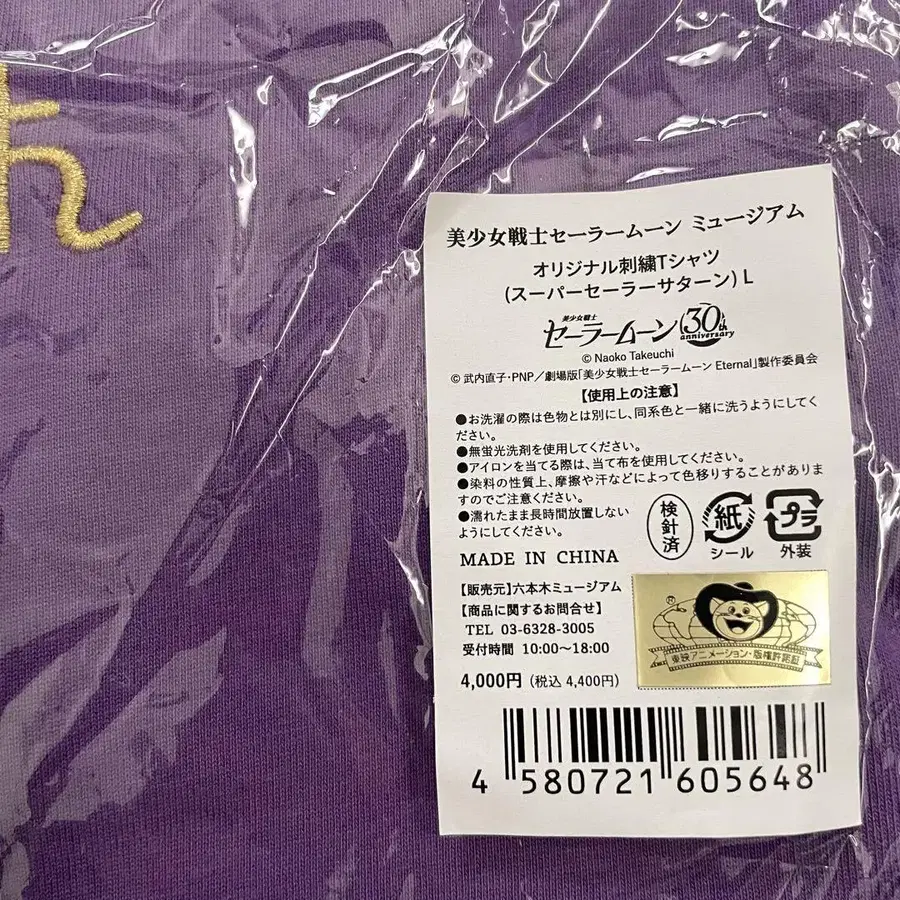 美少女戦士セーラームーン ミュージアム
オリジナル刺繍Tシャツ
(スーパーセーラーサターン) L
美少女戦士
セーラームーン 30th
anniversary
© Naoko Takeuchi
© 武内直子・PNP／劇場版「美少女戦士セーラームーン Eternal」製作委員会
【使用上の注意】
●お洗濯の際は色物とは別にし、同系色と一緒に洗うようにしてく
ださい。
●無蛍光洗剤を使用してください。
●アイロンを当てる際は、当て布を使用してください。
●染料の性質上、摩擦や汗などによって色移りすることがありま
すのでご注意ください。
●濡れたまま長時間放置しない
ようにしてください。
検針済
紙
シール
プラ
外装
MADE IN CHINA
【販売元】六本木ミュージアム
【商品に関するお問合せ】
TEL 03-6328-3005
受付時間 10:00〜18:00
4,000円 (税込 4,400円)
®
東映アニメーション・版権許諾証
4 580721 605648